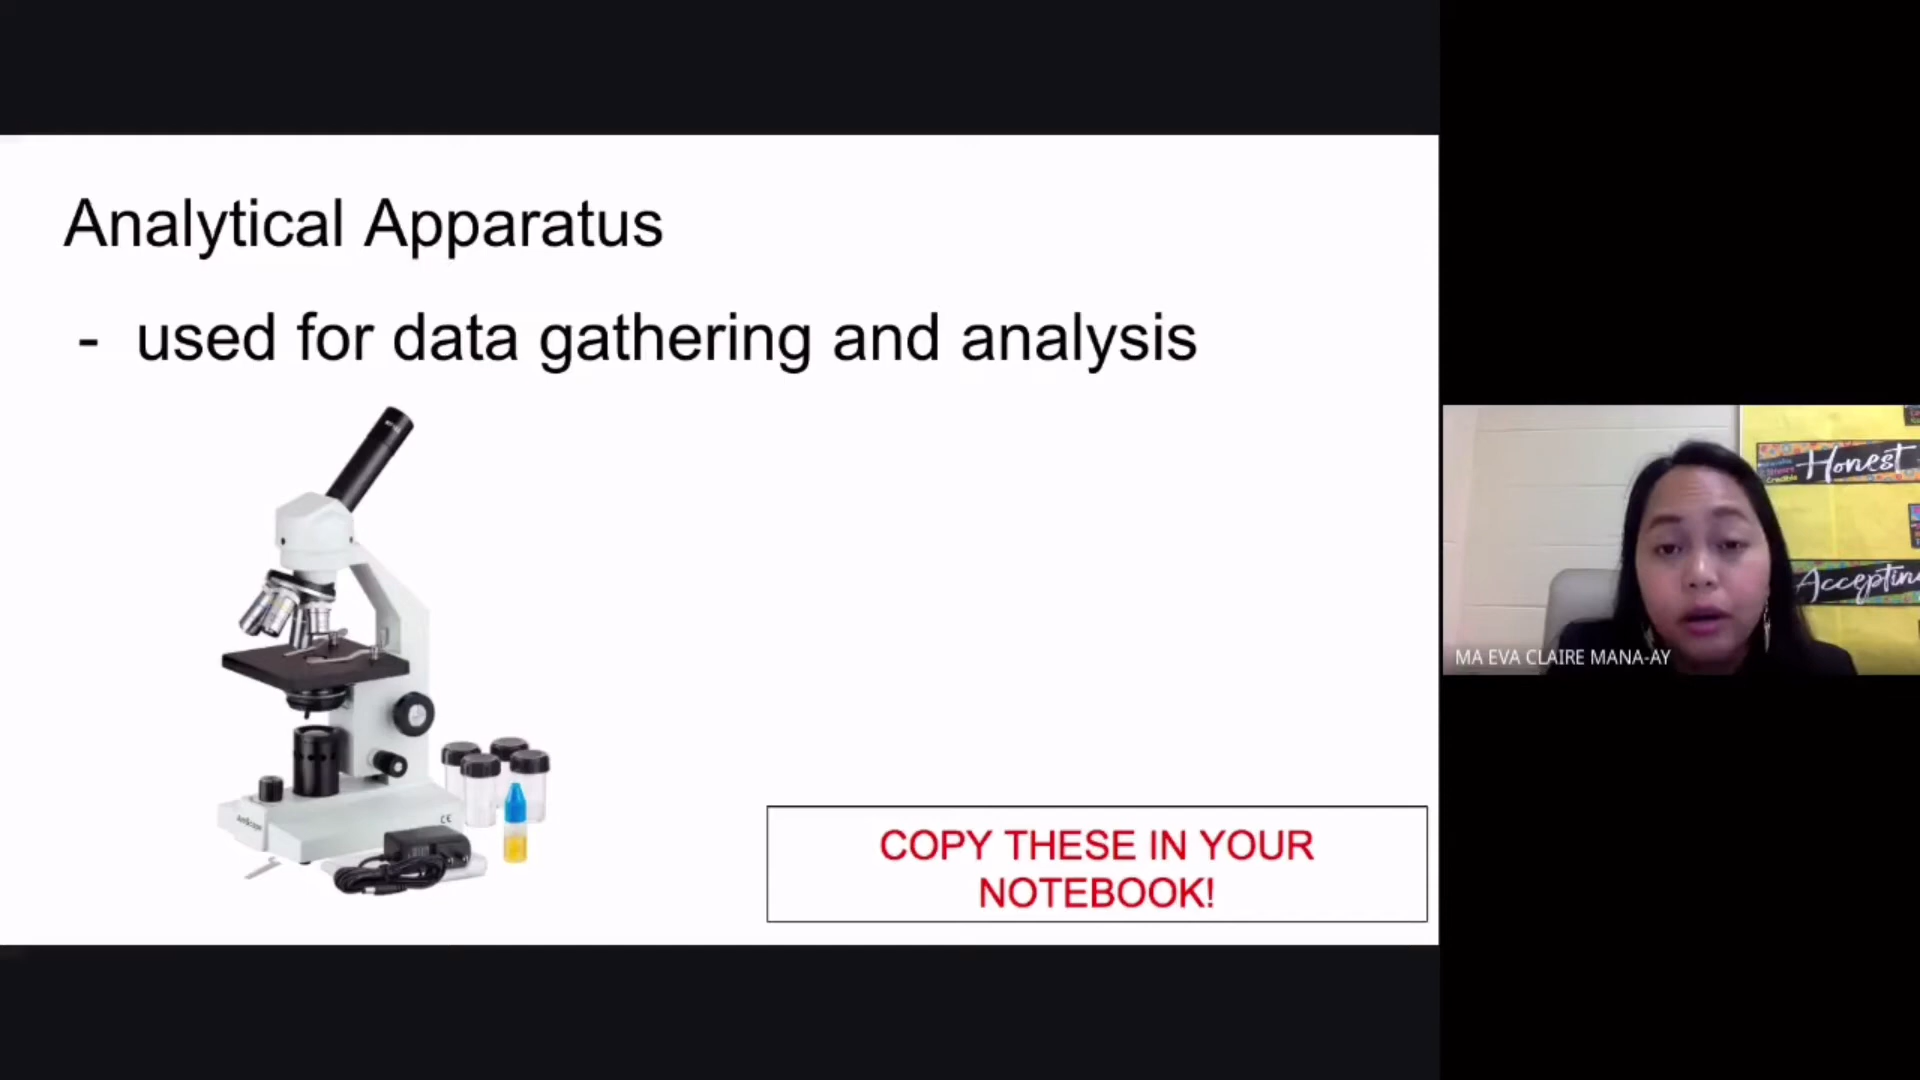 Analytical Apparatus
- used for data gathering and analysis
COPY THESE IN YOUR
NOTEBOOK!
Honest
MA EVA CLAIRE MANA-AY